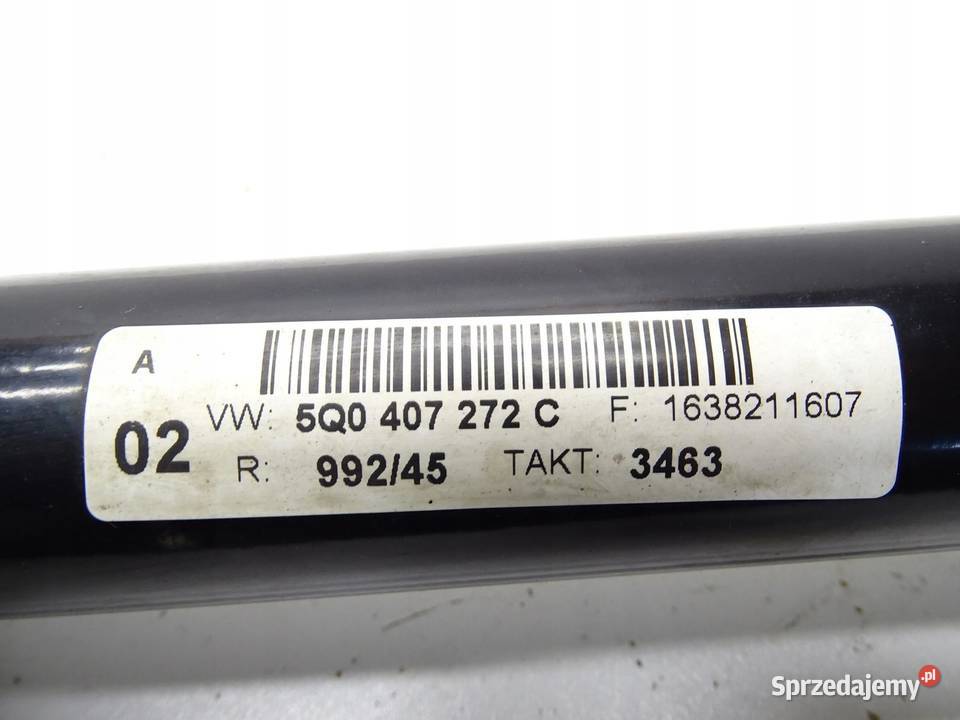 A
02 VW: 5Q0 407 272 C F: 1638211607
R: 992/45 TAKT: 3463
Sprzedajemy.pl